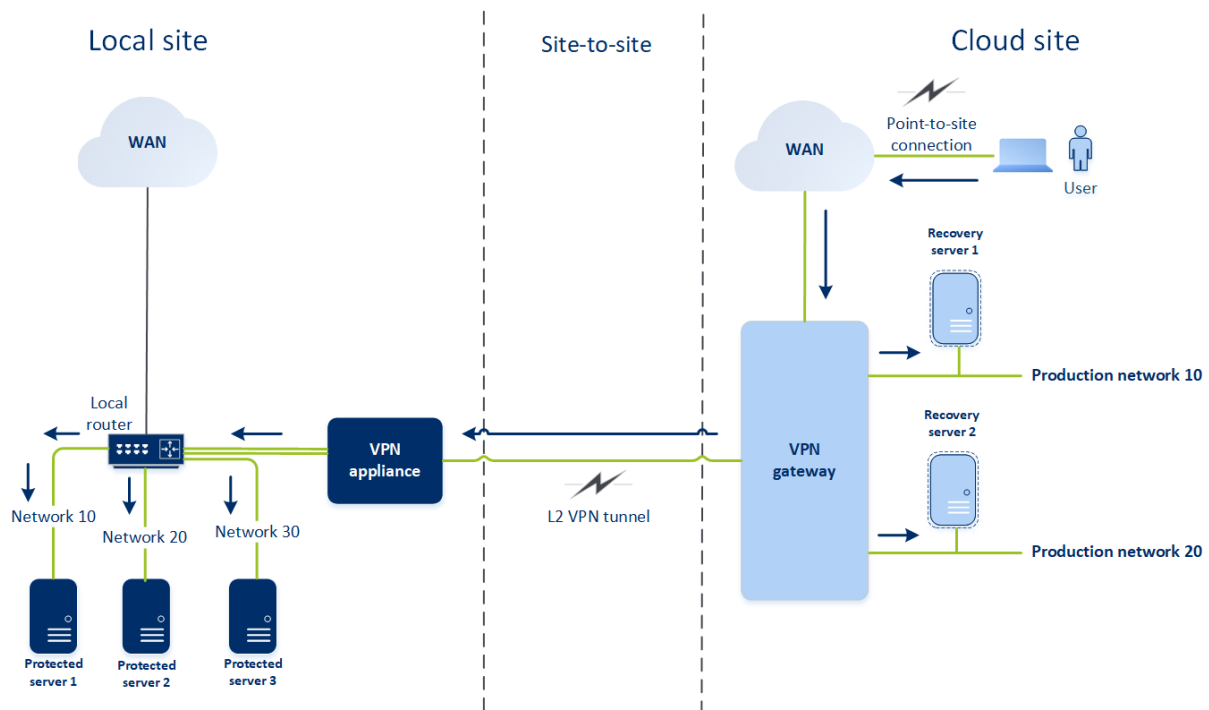 Local site
Site-to-site
Cloud site
WAN
WAN
Point-to-site
connection
User
Recovery
server 1
Production network 10
Local
router
VPN
appliance
VPN
gateway
Recovery
server 2
L2 VPN tunnel
Network 10
Network 20
Network 30
Production network 20
Protected
server 1
Protected
server 2
Protected
server 3